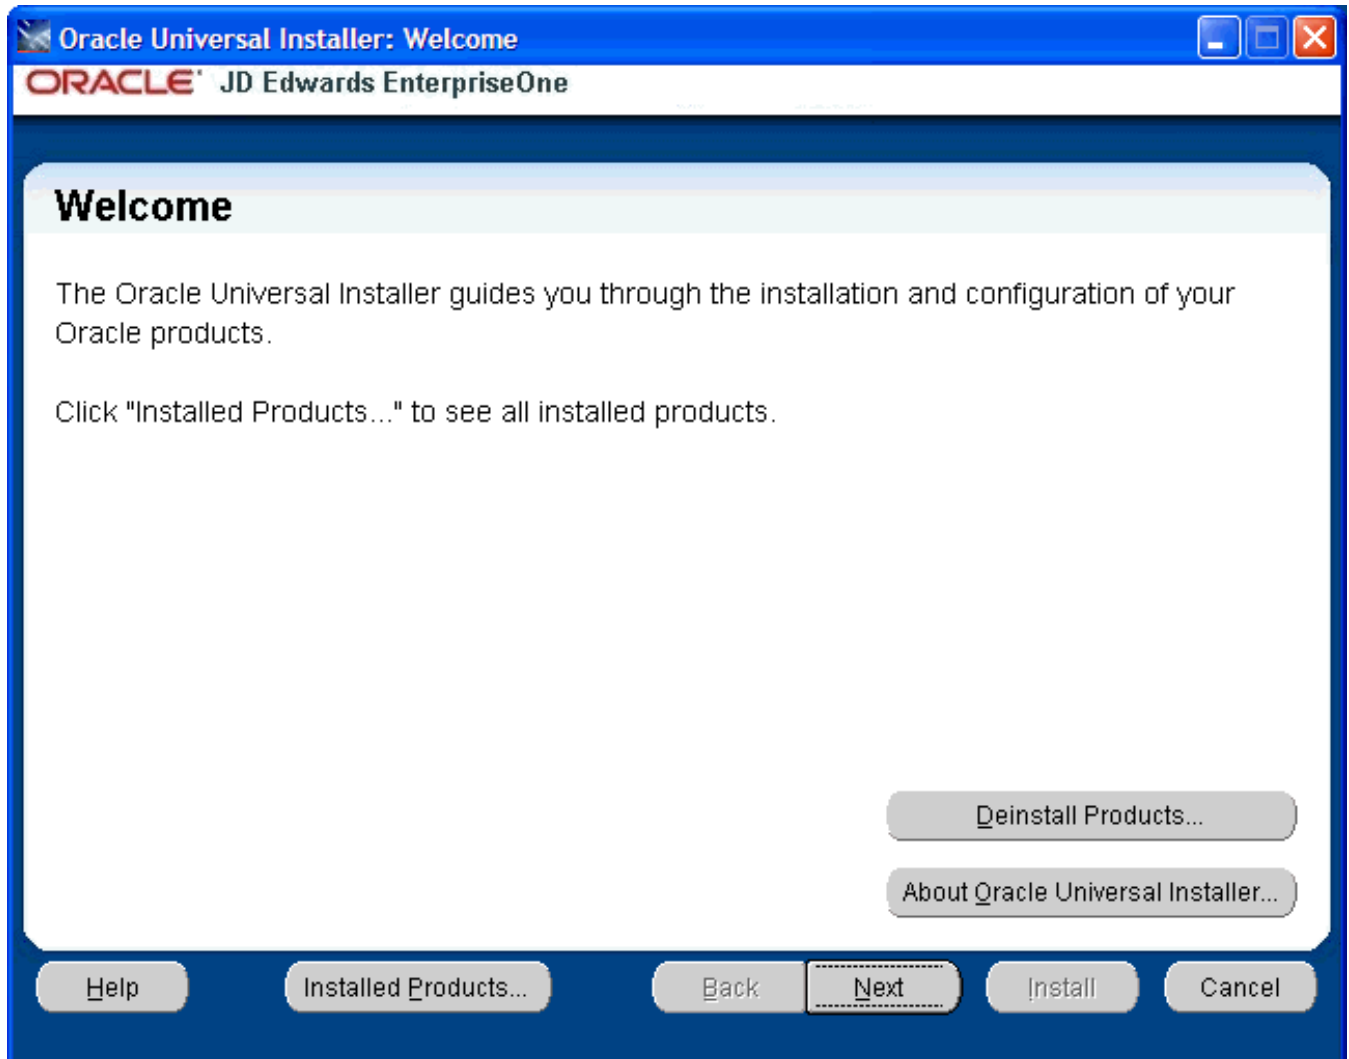 Oracle Universal Installer: Welcome
ORACLE JD Edwards EnterpriseOne
Welcome
The Oracle Universal Installer guides you through the installation and configuration of your
Oracle products.
Click "Installed Products..." to see all installed products.
Deinstall Products...
About Oracle Universal Installer...
Help Installed Products... Back Next Install Cancel